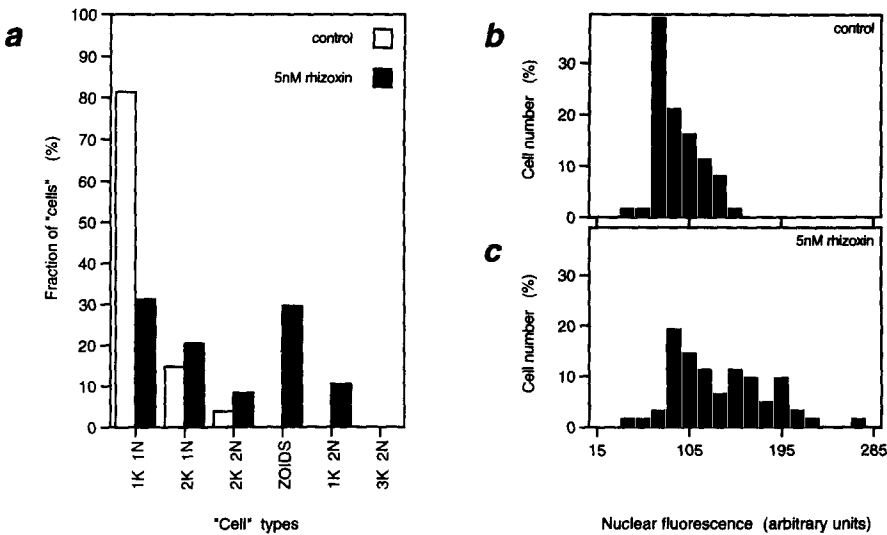 a
control
5nM rhizoxin
100
90
80
70
60
50
40
30
20
10
0
Fraction of "cells" (%)
1K 1N
2K 1N
2K 2N
ZOIDS
1K 2N
3K 2N
"Cell" types
b
control
30
20
10
0
Cell number (%)
c
5nM rhizoxin
30
20
10
0
Cell number (%)
15 105 195 285
Nuclear fluorescence (arbitrary units)